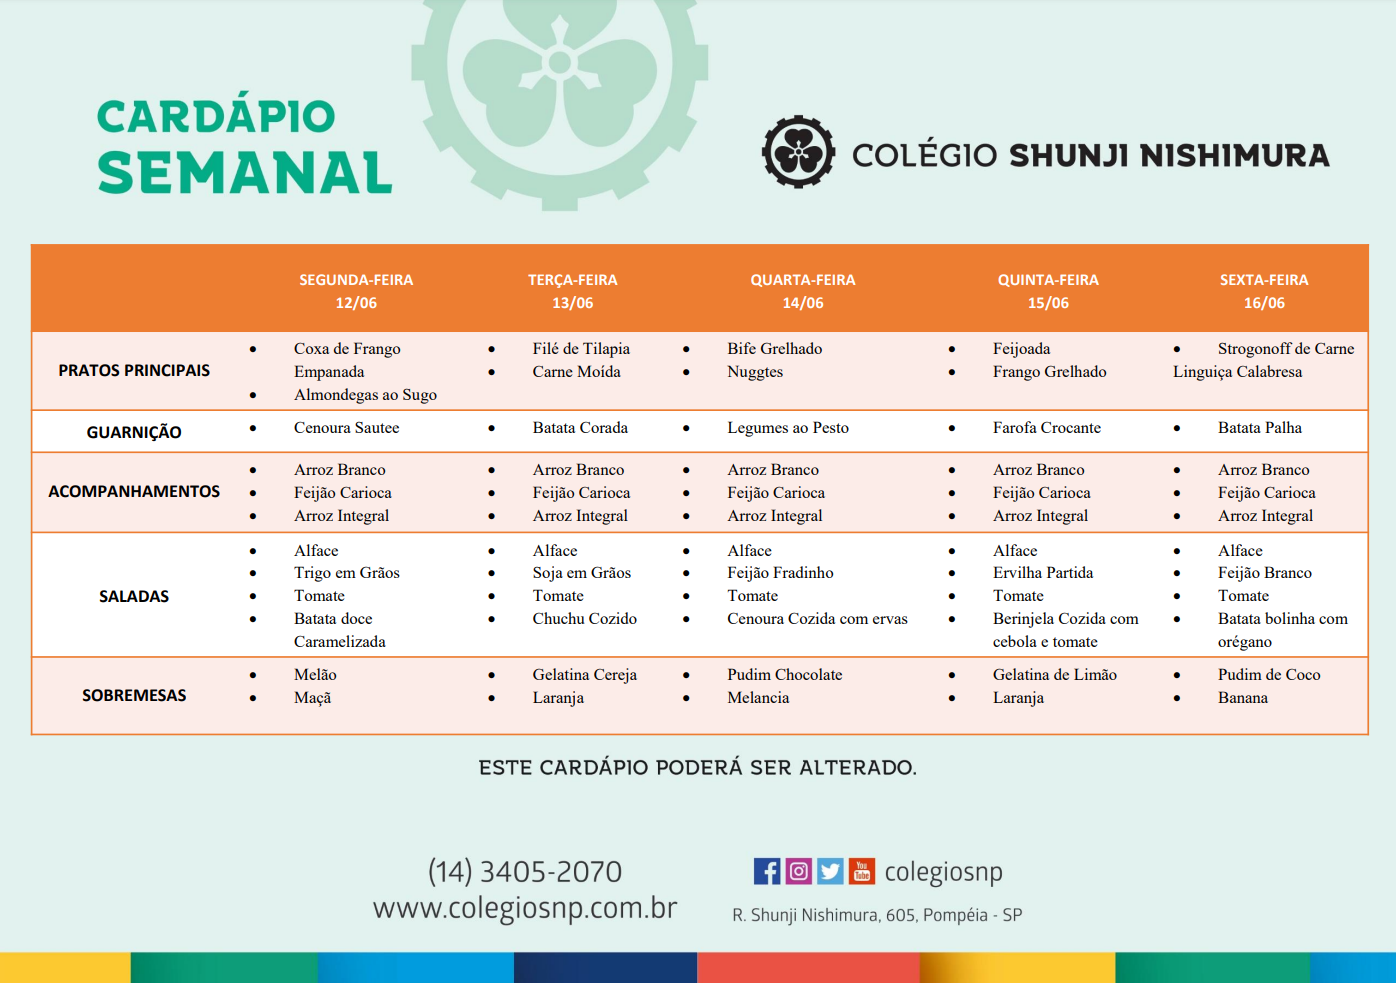 CARDÁPIO
SEMANAL
COLÉGIO SHUNJI NISHIMURA
SEGUNDA-FEIRA
12/06
TERÇA-FEIRA
13/06
QUARTA-FEIRA
14/06
QUINTA-FEIRA
15/06
SEXTA-FEIRA
16/06
PRATOS PRINCIPAIS
• Coxa de Frango
Empanada
• Almondegas ao Sugo
• Filé de Tilapia
• Carne Moída
• Bife Grelhado
• Nuggtes
• Feijoada
• Frango Grelhado
• Strogonoff de Carne
Linguiça Calabresa
GUARNIÇÃO
• Cenoura Sautee
• Batata Corada
• Legumes ao Pesto
• Farofa Crocante
• Batata Palha
ACOMPANHAMENTOS
• Arroz Branco
• Feijão Carioca
• Arroz Integral
• Arroz Branco
• Feijão Carioca
• Arroz Integral
• Arroz Branco
• Feijão Carioca
• Arroz Integral
• Arroz Branco
• Feijão Carioca
• Arroz Integral
• Arroz Branco
• Feijão Carioca
• Arroz Integral
SALADAS
• Alface
• Trigo em Grãos
• Tomate
• Batata doce
Caramelizada
• Alface
• Soja em Grãos
• Tomate
• Chuchu Cozido
• Alface
• Feijão Fradinho
• Tomate
• Cenoura Cozida com ervas
• Alface
• Ervilha Partida
• Tomate
• Berinjela Cozida com
cebola e tomate
• Alface
• Feijão Branco
• Tomate
• Batata bolinha com
orégano
SOBREMESAS
• Melão
• Maçã
• Gelatina Cereja
• Laranja
• Pudim Chocolate
• Melancia
• Gelatina de Limão
• Laranja
• Pudim de Coco
• Banana
ESTE CARDÁPIO PODERÁ SER ALTERADO.
(14) 3405-2070
www.colegiosnp.com.br
You
Tube
colegiosnp
R. Shunji Nishimura, 605, Pompéia - SP